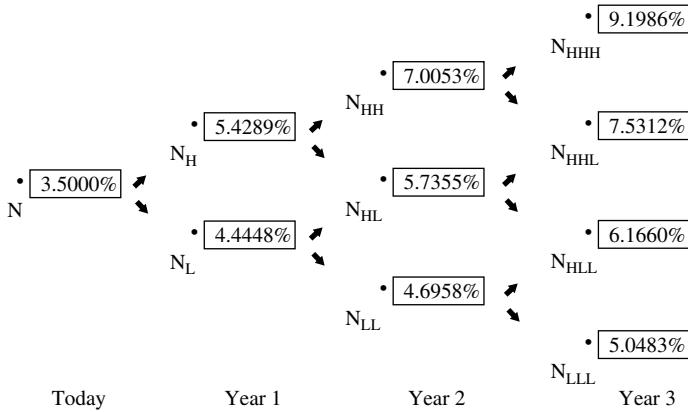 9.1986%
N_HHH
7.0053%
N_HH
5.4289%
7.5312%
N_H
N_HHL
3.5000%
5.7355%
N
N_HL
4.4448%
6.1660%
N_L
N_HLL
4.6958%
N_LL
5.0483%
N_LLL
Today Year 1 Year 2 Year 3